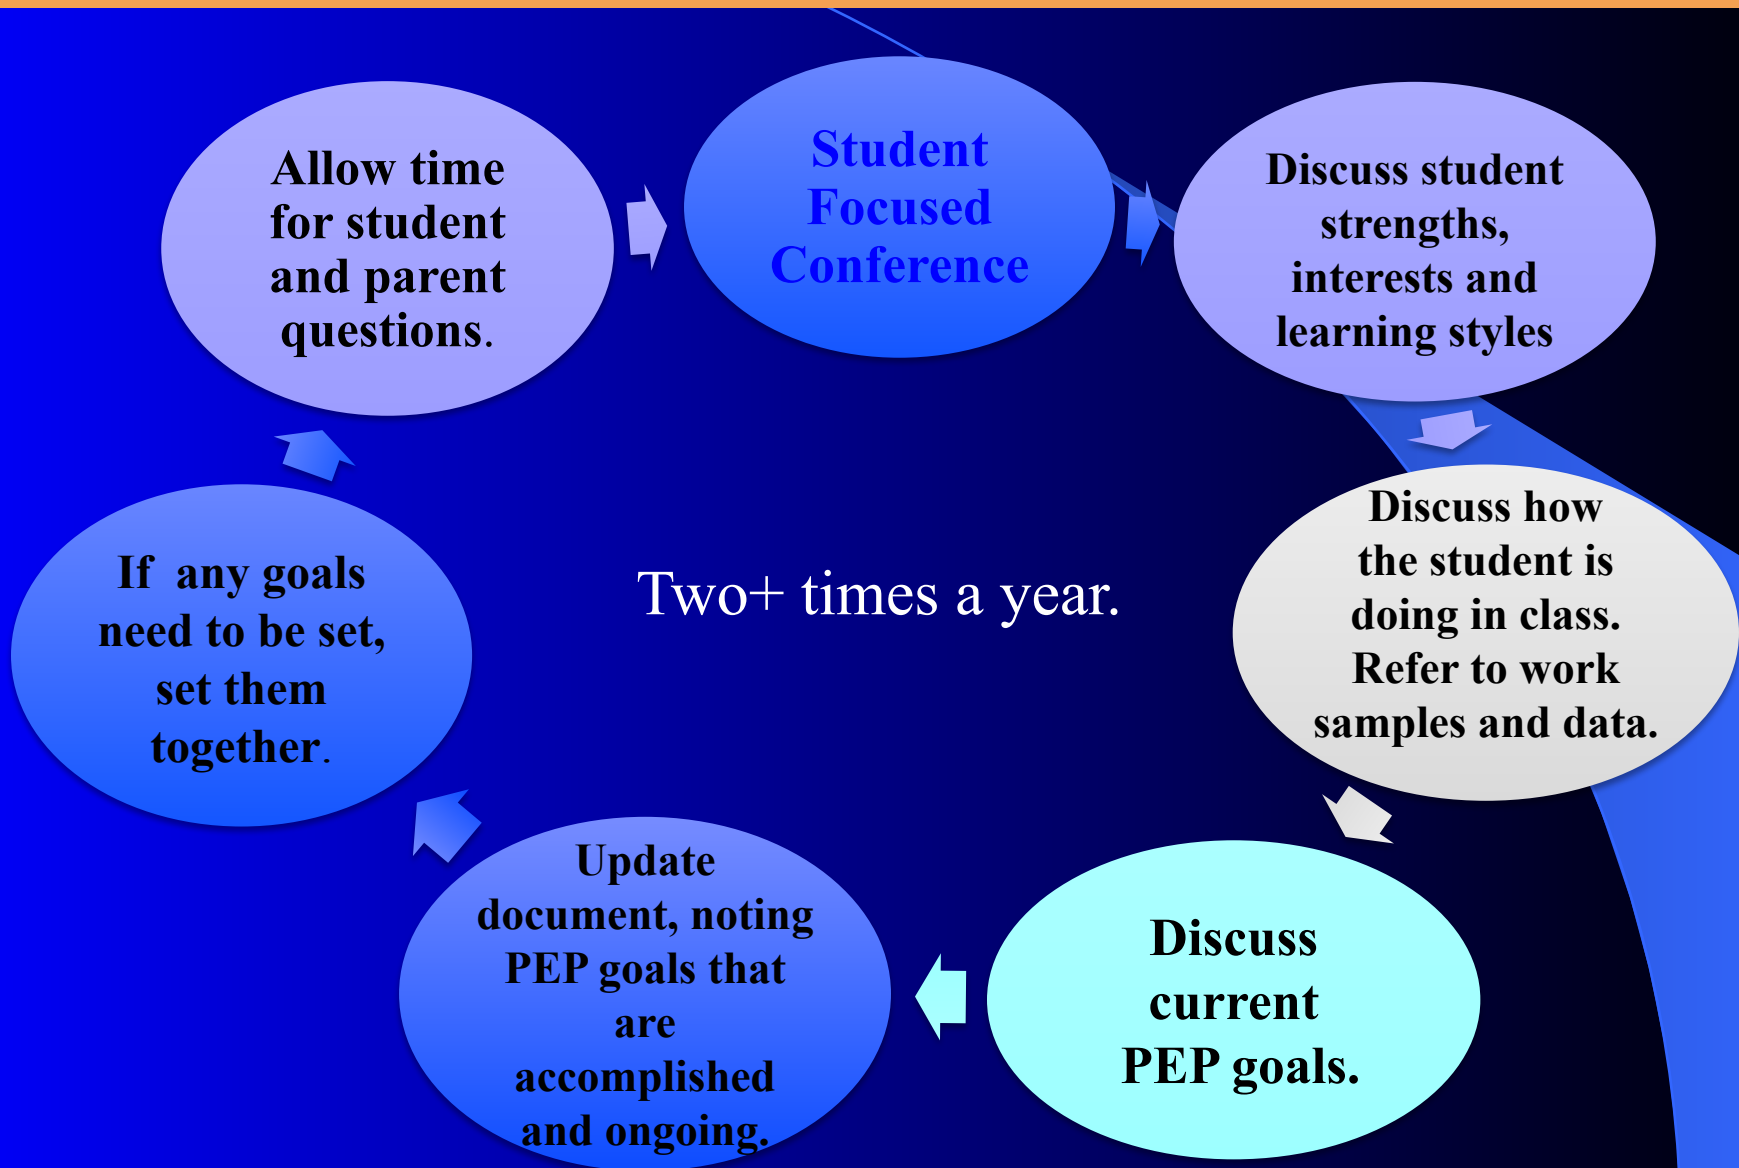 Student
Focused
Conference
Discuss student
strengths,
interests and
learning styles
Discuss how
the student is
doing in class.
Refer to work
samples and data.
Discuss
current
PEP goals.
Update
document, noting
PEP goals that
are
accomplished
and ongoing.
If  any goals
need to be set,
set them
together.
Allow time
for student
and parent
questions.
Two+ times a year.